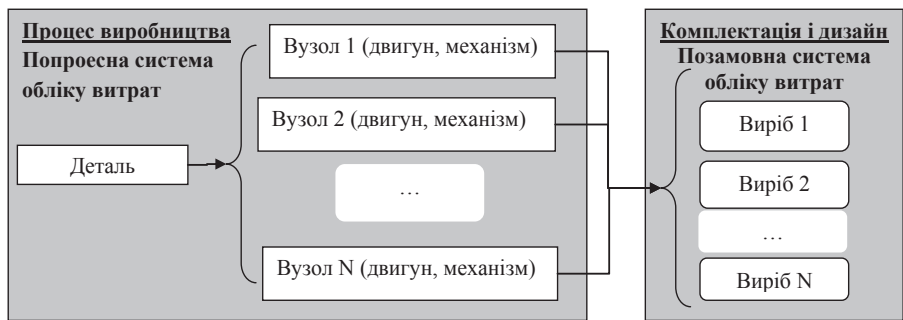 Процес виробництва
Попроесна система
обліку витрат
Деталь
Вузол 1 (двигун, механізм)
Вузол 2 (двигун, механізм)
…
Вузол N (двигун, механізм)
Комплектація і дизайн
Позамовна система
обліку витрат
Виріб 1
Виріб 2
…
Виріб N